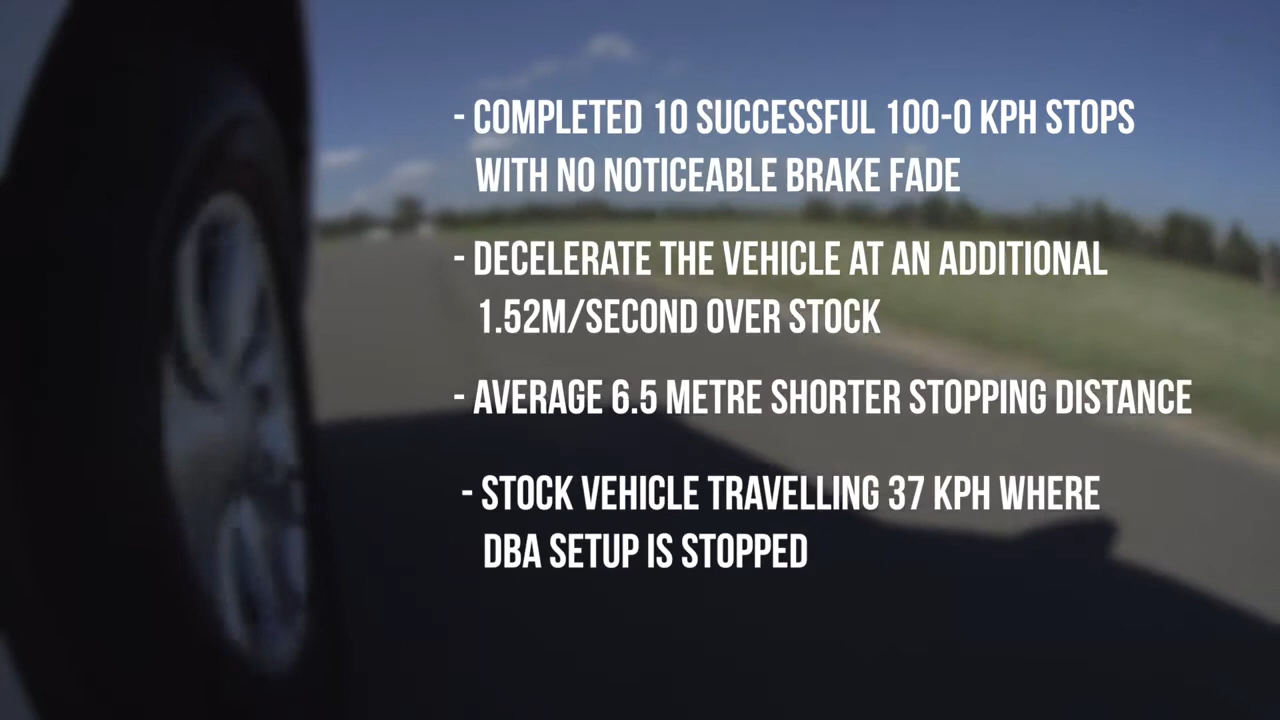 - COMPLETED 10 SUCCESSFUL 100-0 KPH STOPS
WITH NO NOTICEABLE BRAKE FADE
- DECELERATE THE VEHICLE AT AN ADDITIONAL
1.52M/SECOND OVER STOCK
- AVERAGE 6.5 METRE SHORTER STOPPING DISTANCE
- STOCK VEHICLE TRAVELLING 37 KPH WHERE
DBA SETUP IS STOPPED